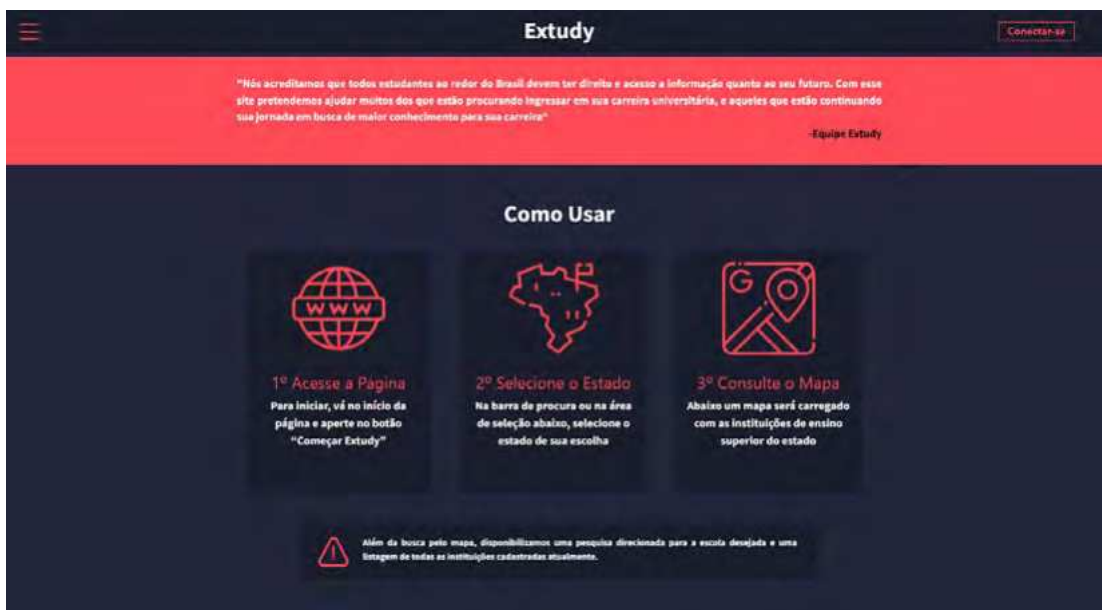 Extudy
Conectar-se
"Nós acreditamos que todos estudantes ao redor do Brasil devem ter direito e acesso a informação quanto ao seu futuro. Com esse
site pretendemos ajudar muitos dos que estão procurando ingressar em sua carreira universitária, e aqueles que estão continuando
sua jornada em busca de maior conhecimento para sua carreira"
-Equipe Extudy
Como Usar
WWW
1º Acesse a Página
Para iniciar, vá no início da
página e aperte no botão
"Começar Extudy"
2º Selecione o Estado
Na barra de procura ou na área
de seleção abaixo, selecione o
estado de sua escolha
G
3º Consulte o Mapa
Abaixo um mapa será carregado
com as instituições de ensino
superior do estado
Além da busca pelo mapa, disponibilizamos uma pesquisa direcionada para a escola desejada e uma
listagem de todas as instituições cadastradas atualmente.